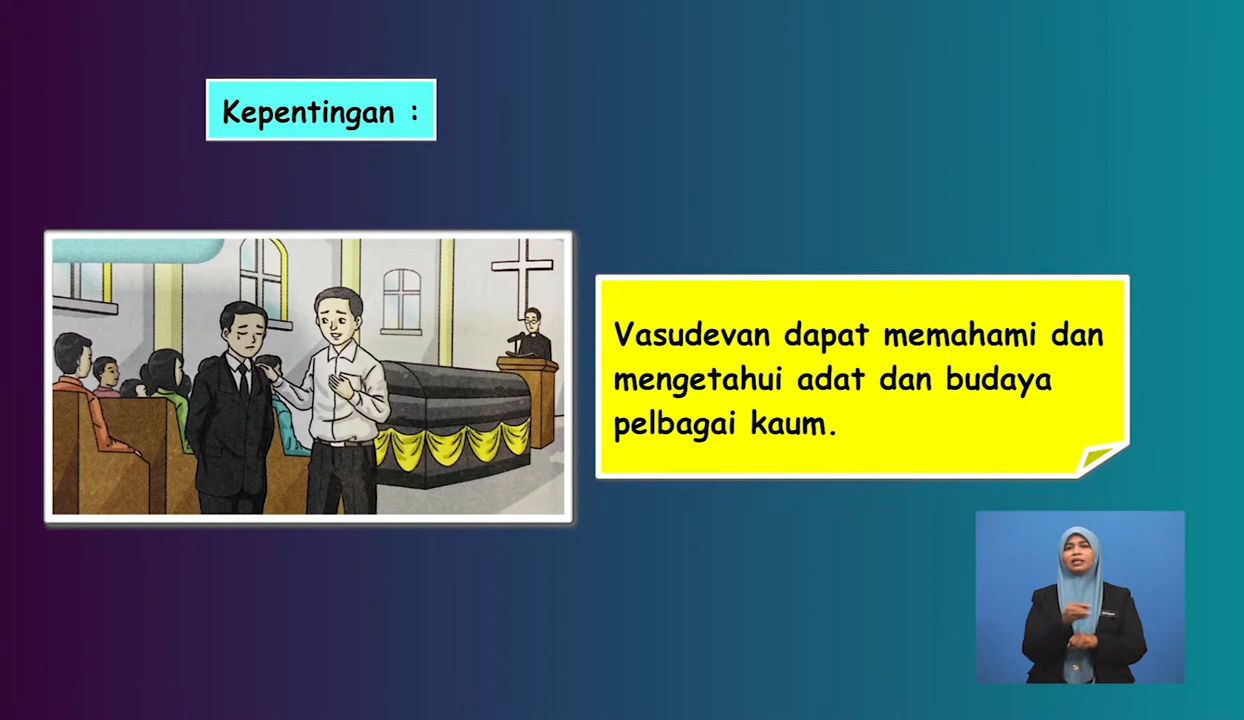 Kepentingan :
Vasudevan dapat memahami dan
mengetahui adat dan budaya
pelbagai kaum.